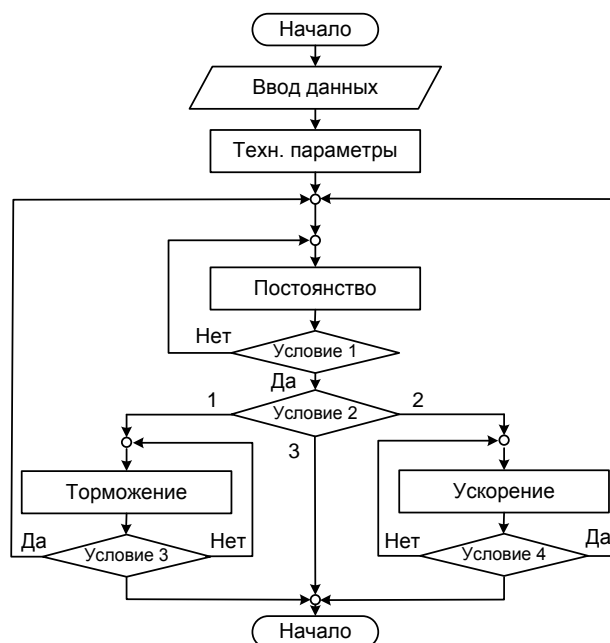 Начало
Ввод данных
Техн. параметры
Постоянство
Нет
Условие 1
Да
1
Условие 2
2
3
Торможение
Ускорение
Да
Условие 3
Нет
Нет
Условие 4
Да
Начало